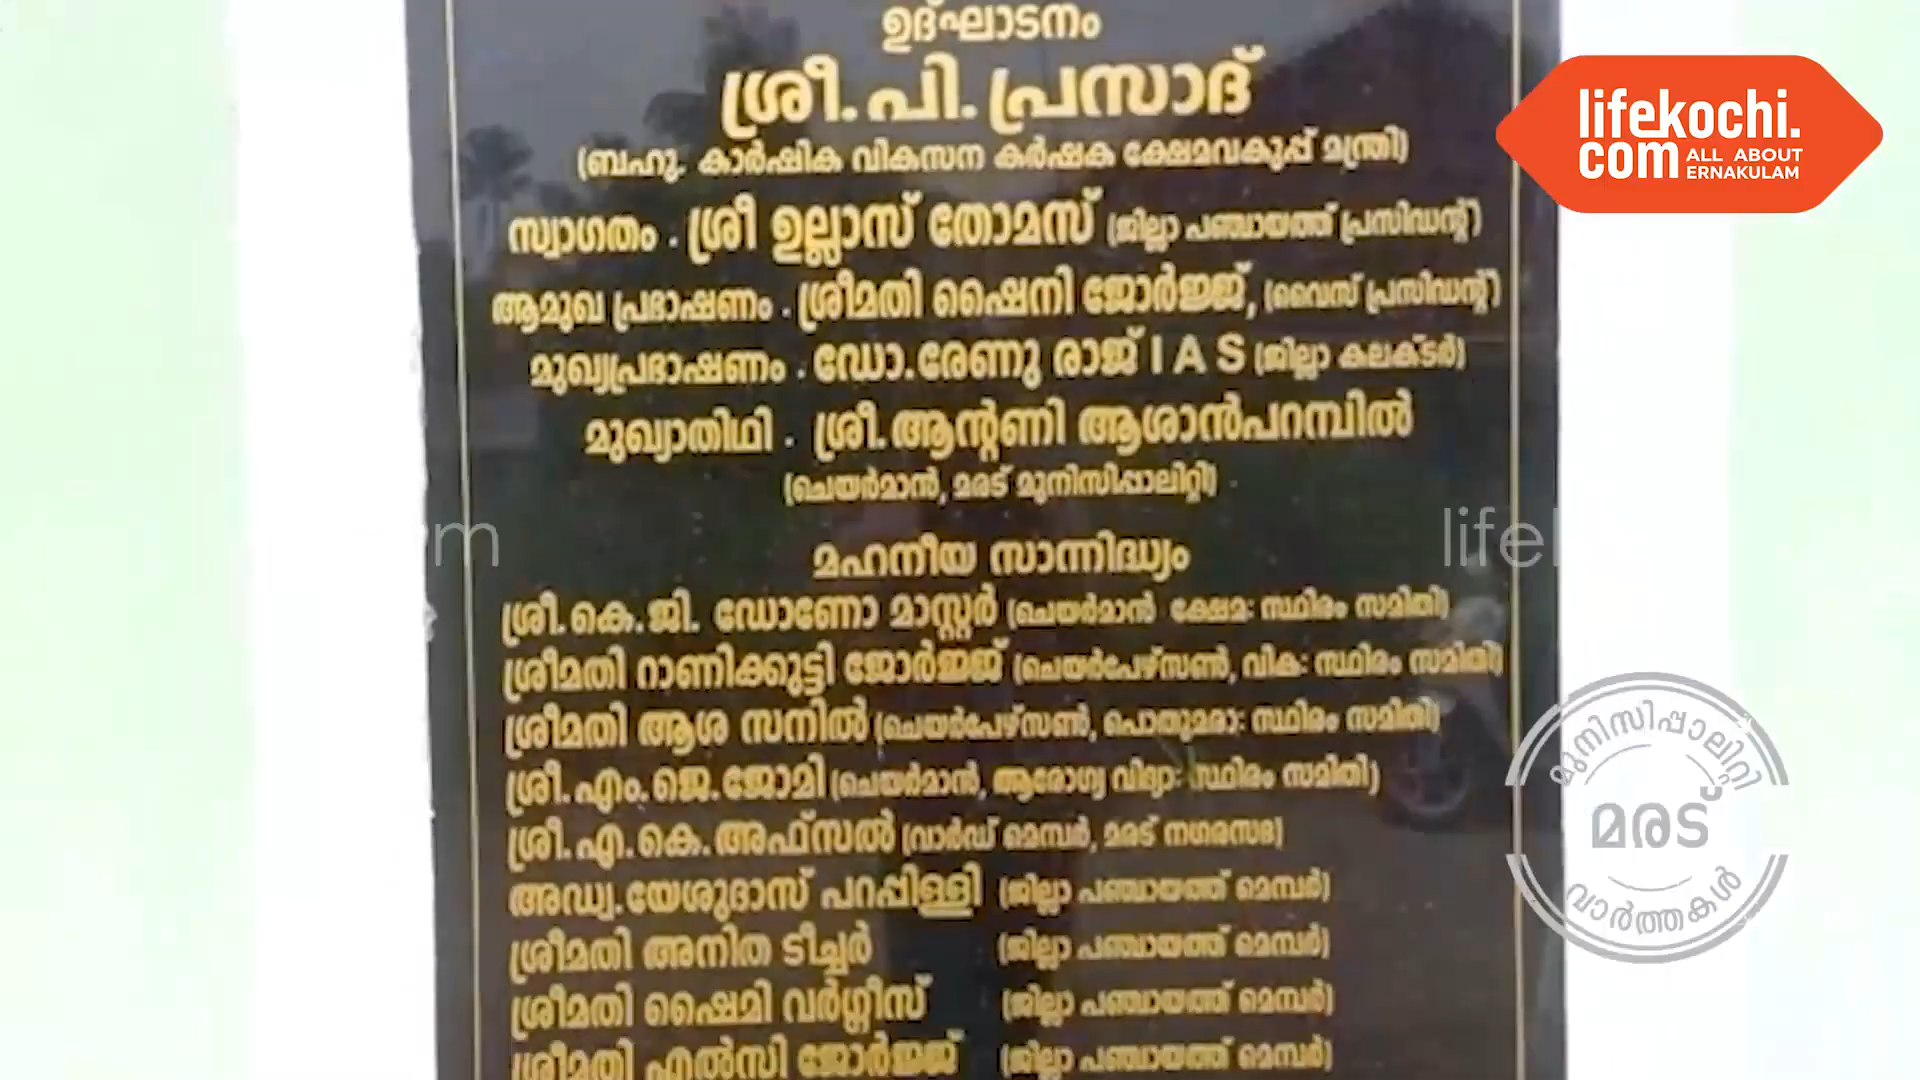 ഉദ്ഘാടനം
ശ്രീ. പി. പ്രസാദ്
(ബഹു. കാർഷിക വികസന കർഷക ക്ഷേമവകുപ്പ് മന്ത്രി)
സ്വാഗതം - ശ്രീ ഉല്ലാസ് തോമസ് (ജില്ലാ പഞ്ചായത്ത് പ്രസിഡന്റ്)
ആമുഖ പ്രഭാഷണം - ശ്രീമതി ഷൈനി ജോർജ്ജ്, (വൈസ് പ്രസിഡന്റ്)
മുഖ്യപ്രഭാഷണം - ഡോ.രേണു രാജ് I A S (ജില്ലാ കലക്ടർ)
മുഖ്യാതിഥി - ശ്രീ. ആന്റണി ആശാൻപറമ്പിൽ
(ചെയർമാൻ, മരട് മുനിസിപ്പാലിറ്റി)
മഹനീയ സാന്നിദ്ധ്യം
ശ്രീ. കെ.ജി. ഡോണോ മാസ്റ്റർ (ചെയർമാൻ ക്ഷേമ: സ്ഥിരം സമിതി)
ശ്രീമതി റാണിക്കുട്ടി ജോർജ്ജ് (ചെയർപേഴ്സൺ, വിക: സ്ഥിരം സമിതി)
ശ്രീമതി ആശ സനിൽ (ചെയർപേഴ്സൺ, പൊതുമരാ: സ്ഥിരം സമിതി)
ശ്രീ. എം. ജെ. ജോമി (ചെയർമാൻ, ആരോഗ്യ വിദ്യാ: സ്ഥിരം സമിതി)
ശ്രീ. എ. കെ. അഫ്സൽ (വാർഡ് മെമ്പർ, മരട് നഗരസഭ)
അഡ്വ. യേശുദാസ് പറപ്പിള്ളി (ജില്ലാ പഞ്ചായത്ത് മെമ്പർ)
ശ്രീമതി അനിത ടീച്ചർ (ജില്ലാ പഞ്ചായത്ത് മെമ്പർ)
ശ്രീമതി ഷൈമി വർഗ്ഗീസ് (ജില്ലാ പഞ്ചായത്ത് മെമ്പർ)
ശ്രീമതി എൽസി ജോർജ്ജ് (ജില്ലാ പഞ്ചായത്ത് മെമ്പർ)
lifekochi.
com ALL ABOUT
ERNAKULAM
മുനിസിപ്പാലിറ്റി
മരട്
വാർത്തകൾ